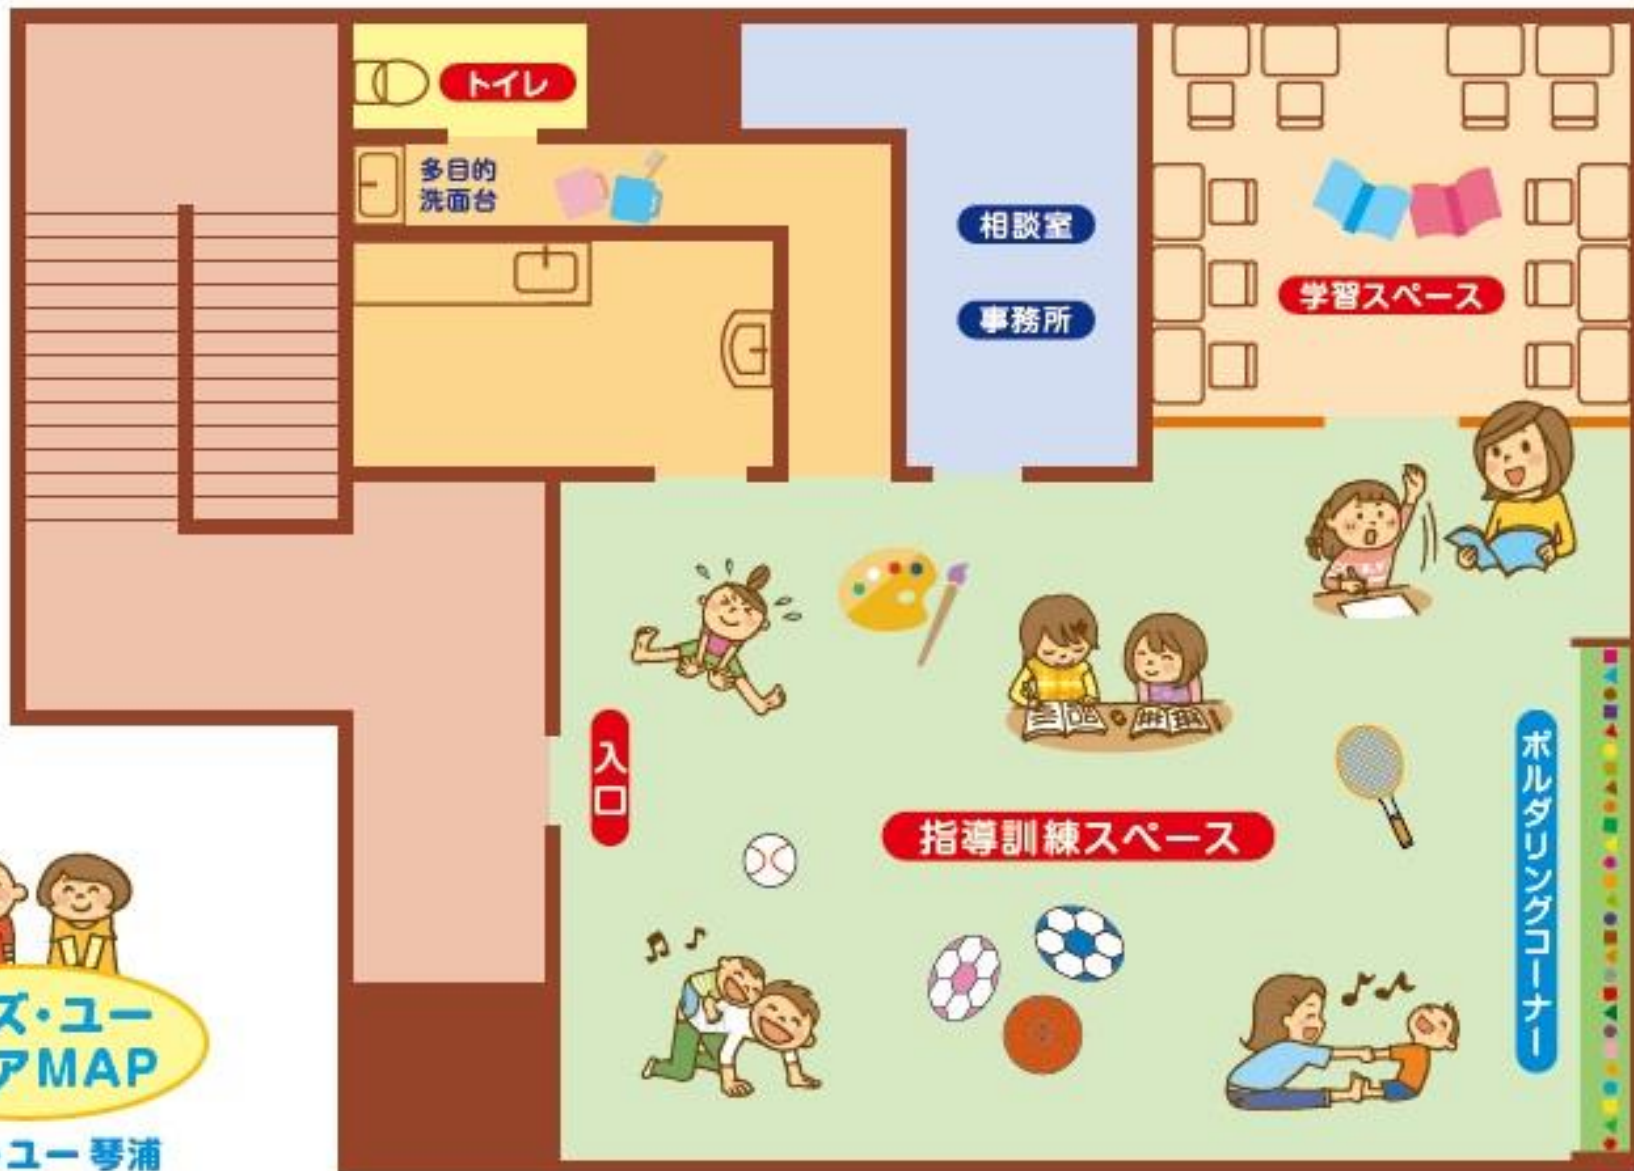 トイレ
多目的
洗面台
相談室
事務所
学習スペース
入口
指導訓練スペース
ボルダリングコーナー
ズ・ユー
アMAP
ユー 琴浦